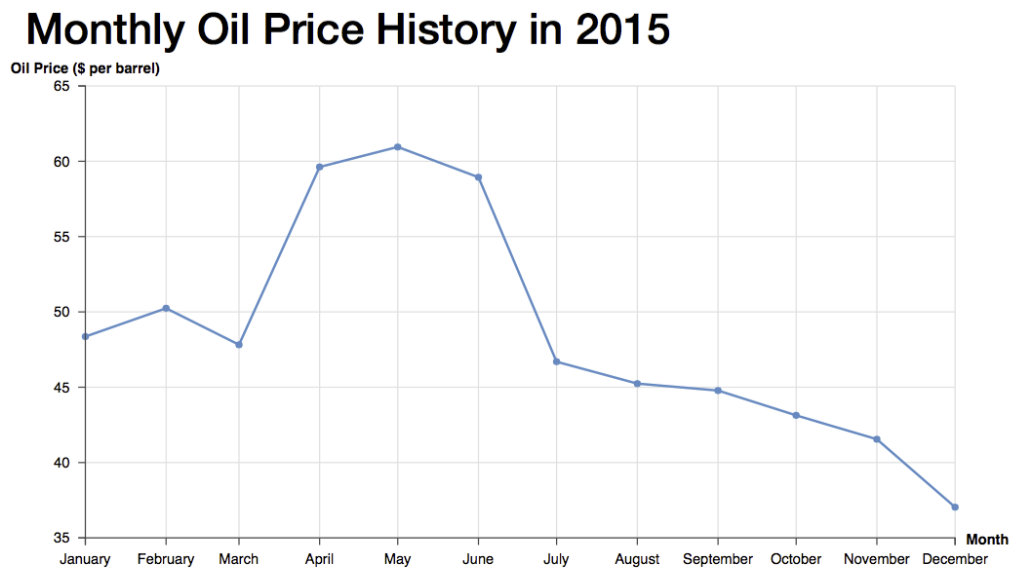 Monthly Oil Price History in 2015
Oil Price ($ per barrel)
65
60
55
50
45
40
35
January February March April May June July August September October November December
Month